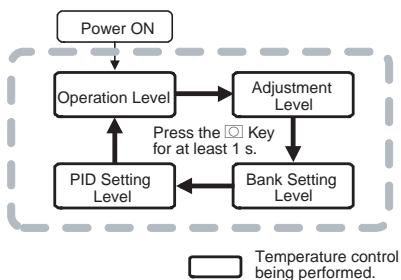 Power ON
Operation Level
Adjustment
Level
Press the Key
for at least 1 s.
PID Setting
Level
Bank Setting
Level
Temperature control
being performed.